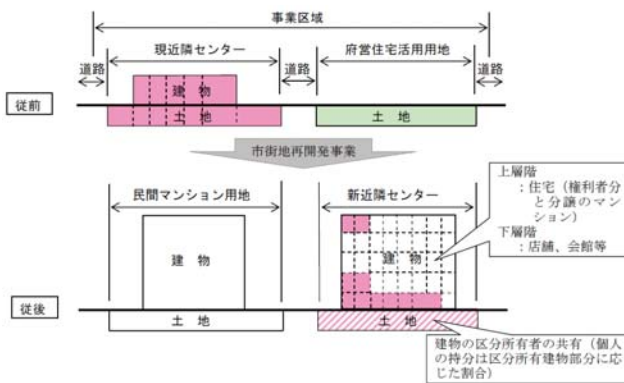 事業区域
現近隣センター
府営住宅活用用地
道路
道路
道路
建物
従前
土地
土地
市街地再開発事業
民間マンション用地
新近隣センター
上層階
：住宅（権利者分
と分譲のマン
ション）
下層階
：店舗、会館等
建物
建物
従後
土地
土地
建物の区分所有者の共有（個人
の持分は区分所有建物部分に応
じた割合）